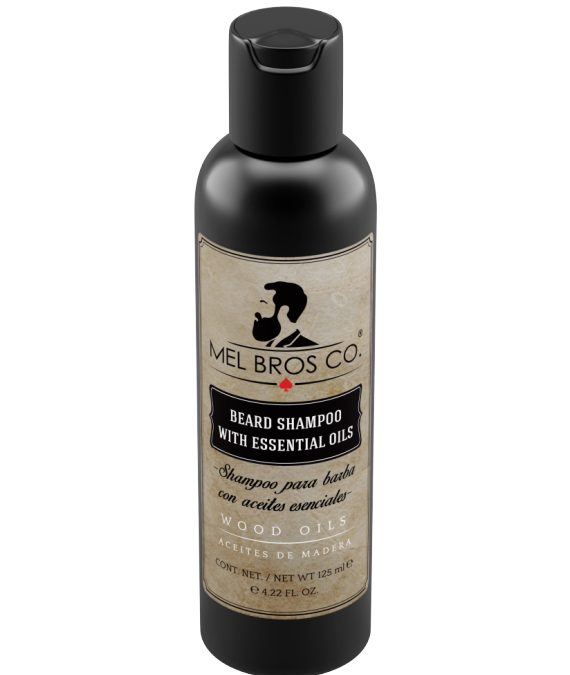 MEL BROS CO.®
BEARD SHAMPOO
WITH ESSENTIAL OILS
-Shampoo para barba
con aceites esenciales-
WOOD OILS
ACEITES DE MADERA
CONT. NET. / NET WT 125 ml ℮
℮ 4.22 FL. OZ.